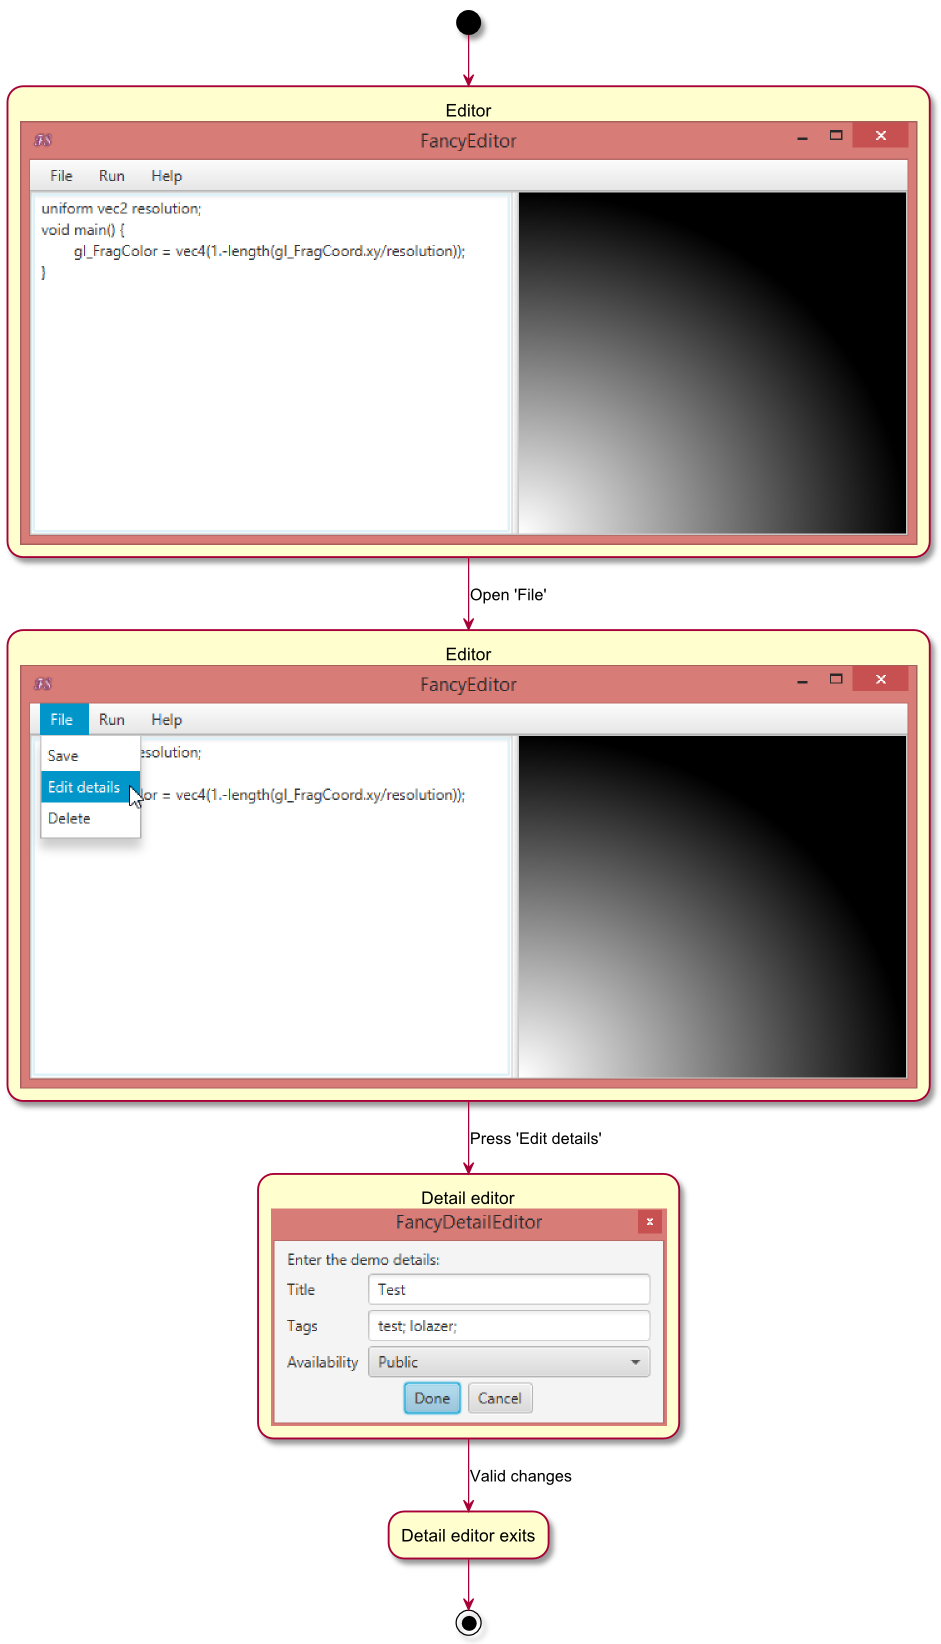 Editor
FancyEditor
File Run Help
uniform vec2 resolution;
void main() {
gl_FragColor = vec4(1.-length(gl_FragCoord.xy/resolution));
}
Open 'File'
Editor
FancyEditor
File Run Help
Save
esolution;
Edit details
lor = vec4(1.-length(gl_FragCoord.xy/resolution));
Delete
Press 'Edit details'
Detail editor
FancyDetailEditor
Enter the demo details:
Title Test
Tags test; lolazer;
Availability Public
Done Cancel
Valid changes
Detail editor exits